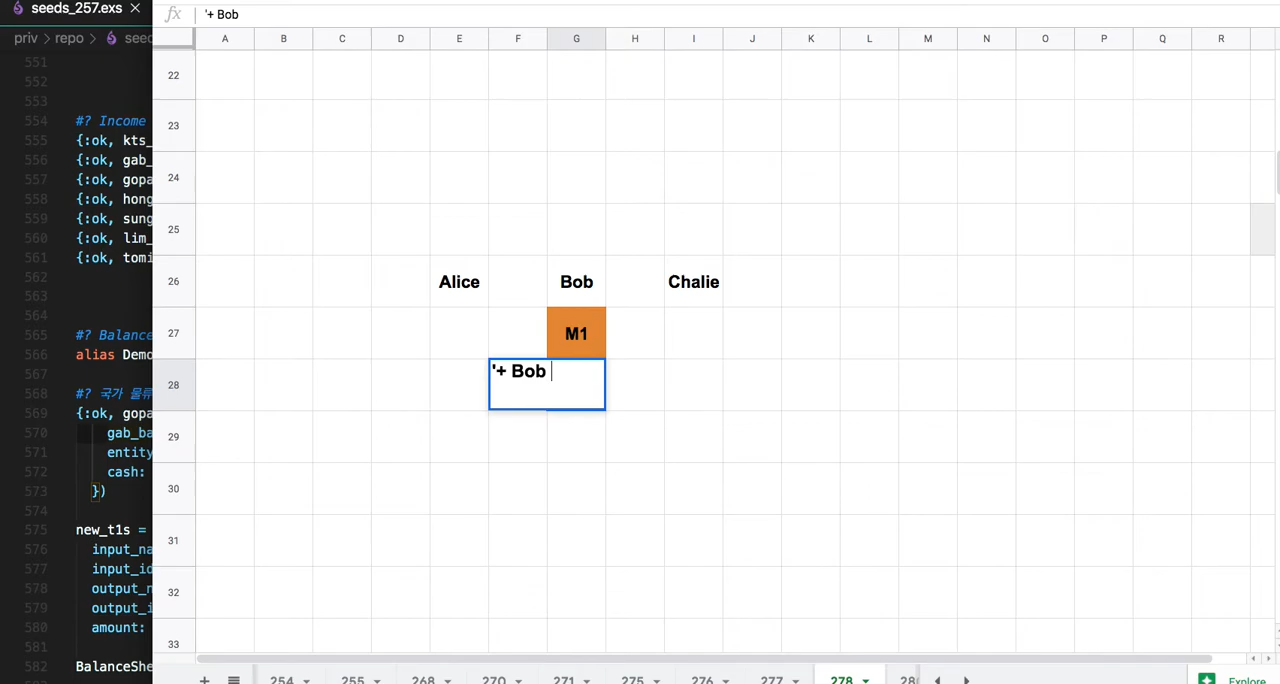 seeds_257.exs
'+ Bob
priv > repo > seed
A B C D E F G H I J K L M N O P Q R
551
552
553
554 #? Income
555 {:ok, kts_
556 {:ok, gab_
557 {:ok, gopa
558 {:ok, hong
559 {:ok, sung
560 {:ok, lim_
561 {:ok, tomi
562
563
564
565 #? Balance
566 alias Demo
567
568 #? 국가 물류
569 {:ok, gopa
570 gab_ba
571 entity
572 cash:
573 })
574
575 new_t1s =
576 input_na
577 input_id
578 output_n
579 output_i
580 amount:
581
582 BalanceShe
22
23
24
25
26 Alice Bob Chalie
27 M1
28 '+ Bob
29
30
31
32
33
254 255 268 270 271 275 276 277 278
Explore